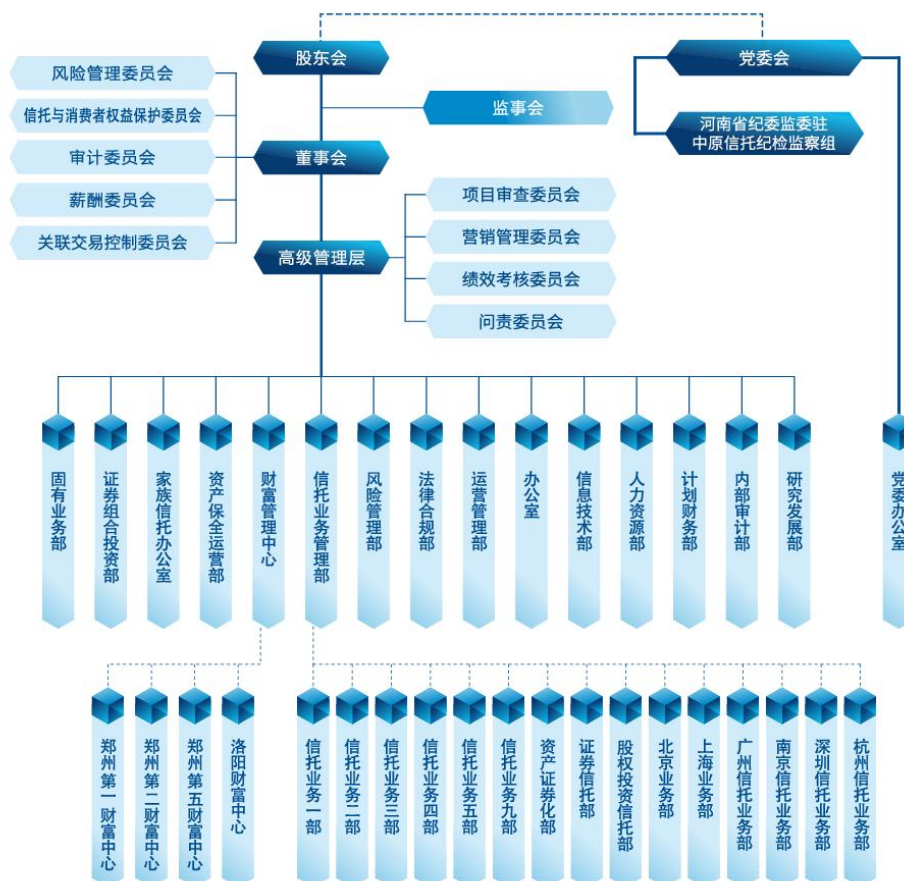 股东会
党委会
风险管理委员会
信托与消费者权益保护委员会
审计委员会
薪酬委员会
关联交易控制委员会
监事会
河南省纪委监委驻
中原信托纪检监察组
董事会
项目审查委员会
营销管理委员会
绩效考核委员会
问责委员会
高级管理层
固有业务部
证券组合投资部
家族信托办公室
资产保全运营部
财富管理中心
信托业务管理部
风险管理部
法律合规部
运营管理部
办公室
信息技术部
人力资源部
计划财务部
内部审计部
研究发展部
党委办公室
郑州第一财富中心
郑州第二财富中心
郑州第五财富中心
洛阳财富中心
信托业务一部
信托业务二部
信托业务三部
信托业务四部
信托业务五部
信托业务九部
资产证券化部
证券信托部
股权投资信托部
北京业务部
上海业务部
广州信托业务部
南京信托业务部
深圳信托业务部
杭州信托业务部